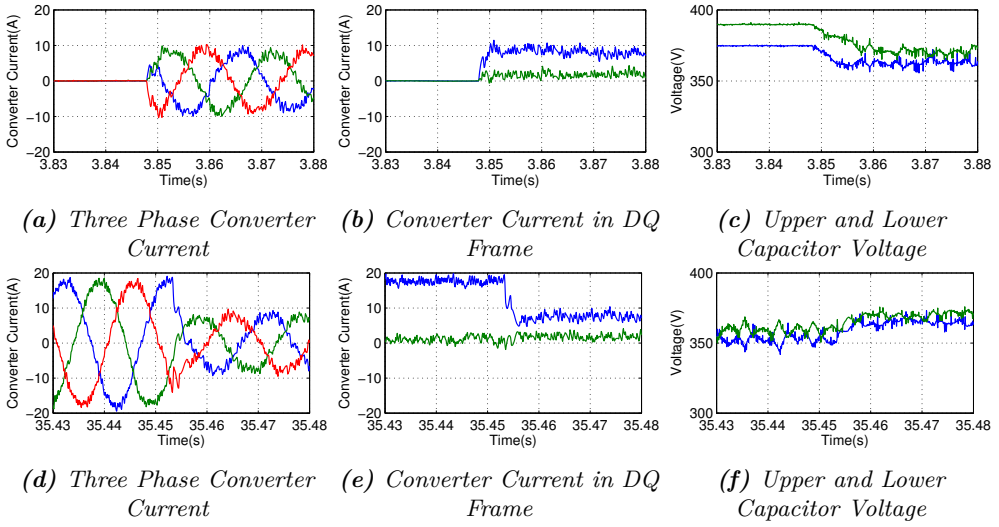 Converter Current(A)
20
10
0
−10
−20
3.83 3.84 3.85 3.86 3.87 3.88
Time(s)
(a) Three Phase Converter
Current
Converter Current(A)
20
10
0
−10
−20
3.83 3.84 3.85 3.86 3.87 3.88
Time(s)
(b) Converter Current in DQ
Frame
Voltage(V)
400
350
300
3.83 3.84 3.85 3.86 3.87 3.88
Time(s)
(c) Upper and Lower
Capacitor Voltage
Converter Current(A)
20
10
0
−10
−20
35.43 35.44 35.45 35.46 35.47 35.48
Time(s)
(d) Three Phase Converter
Current
Converter Current(A)
20
10
0
−10
−20
35.43 35.44 35.45 35.46 35.47 35.48
Time(s)
(e) Converter Current in DQ
Frame
Voltage(V)
400
350
300
35.43 35.44 35.45 35.46 35.47 35.48
Time(s)
(f) Upper and Lower
Capacitor Voltage